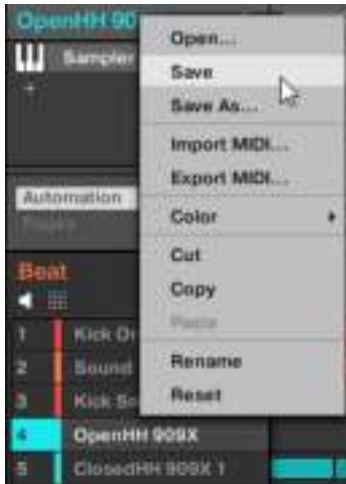 OpenHH 90
Sampler
+
Open...
Save
Save As...
Import MIDI...
Export MIDI...
Color
Cut
Copy
Paste
Rename
Reset
Automation
Beat
1 Kick Dr
2 Sound
3 Kick
4 OpenHH 909X
5 ClosedHH 909X 1